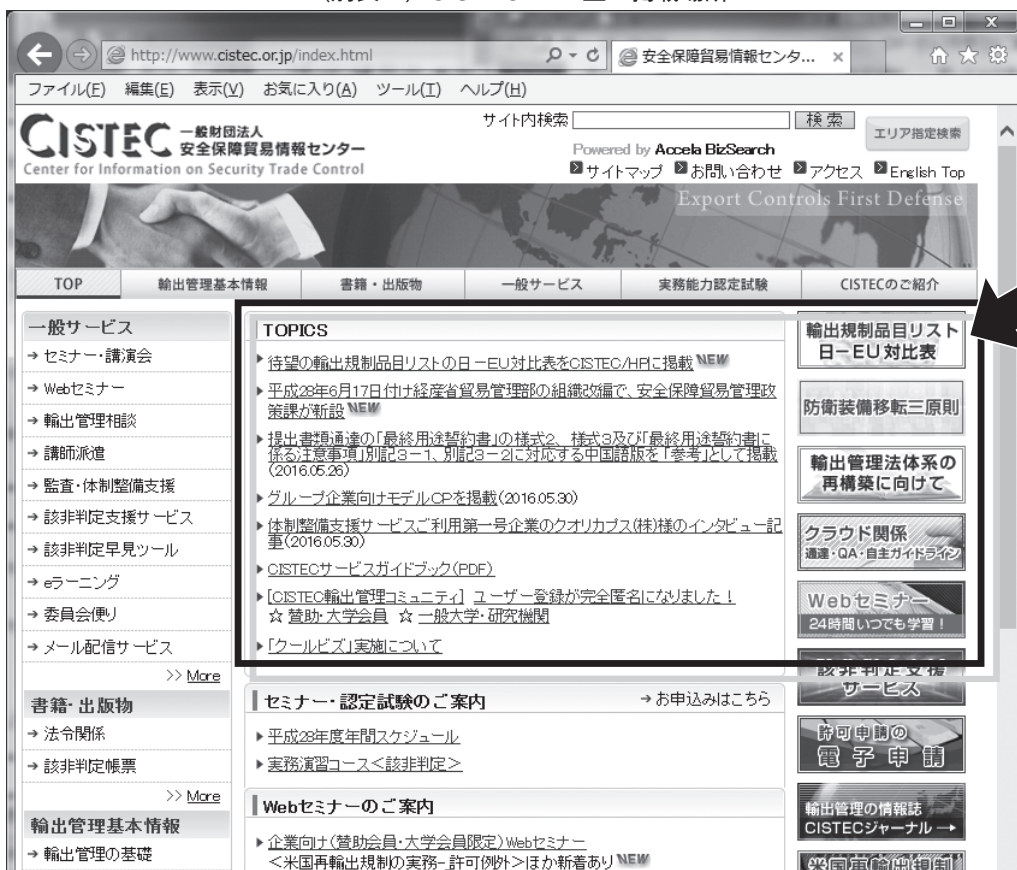 http://www.cistec.or.jp/index.html
安全保障貿易情報センタ... ×
ファイル(F) 編集(E) 表示(V) お気に入り(A) ツール(T) ヘルプ(H)
CISTEC 一般財団法人
安全保障貿易情報センター
Center for Information on Security Trade Control
サイト内検索 検索 エリア指定検索
Powered by Accela BizSearch
サイトマップ お問い合わせ アクセス English Top
Export Controls First Defense
TOP 輸出管理基本情報 書籍・出版物 一般サービス 実務能力認定試験 CISTECのご紹介
一般サービス
→ セミナー・講演会
→ Webセミナー
→ 輸出管理相談
→ 講師派遣
→ 監査・体制整備支援
→ 該非判定支援サービス
→ 該非判定早見ツール
→ eラーニング
→ 委員会便り
→ メール配信サービス
>> More
書籍・出版物
→ 法令関係
→ 該非判定帳票
>> More
輸出管理基本情報
→ 輸出管理の基礎
TOPICS
待望の輸出規制品目リストの日-EU対比表をCISTEC/HPに掲載 NEW
平成28年6月17日付け経産省貿易管理部の組織改編で、安全保障貿易管理政
策課が新設 NEW
提出書類通達の「最終用途誓約書」の様式2、様式3及び「最終用途誓約書に
係る注意事項」別記3-1、別記3-2に対応する中国語版を「参考」として掲載
(2016.05.26)
グループ企業向けモデルCPを掲載(2016.05.30)
体制整備支援サービスご利用第一号企業のクオリカプス(株)様のインタビュー記
事(2016.05.30)
CISTECサービスガイドブック(PDF)
[CISTEC輸出管理コミュニティ] ユーザー登録が完全匿名になりました!
☆ 賛助・大学会員 ☆ 一般大学・研究機関
「クールビズ」実施について
セミナー・認定試験のご案内 → お申込みはこちら
平成28年度年間スケジュール
実務演習コース<該非判定>
Webセミナーのご案内
企業向け(賛助会員・大学会員限定)Webセミナー
<米国再輸出規制の実務-許可例外>ほか新着あり NEW
輸出規制品目リスト
日-EU対比表
防衛装備移転三原則
輸出管理法体系の
再構築に向けて
クラウド関係
通達・QA・自主ガイドライン
Webセミナー
24時間いつでも学習!
該非判定支援
サービス
許可申請の
電子申請
輸出管理の情報誌
CISTECジャーナル→
米国再輸出規制